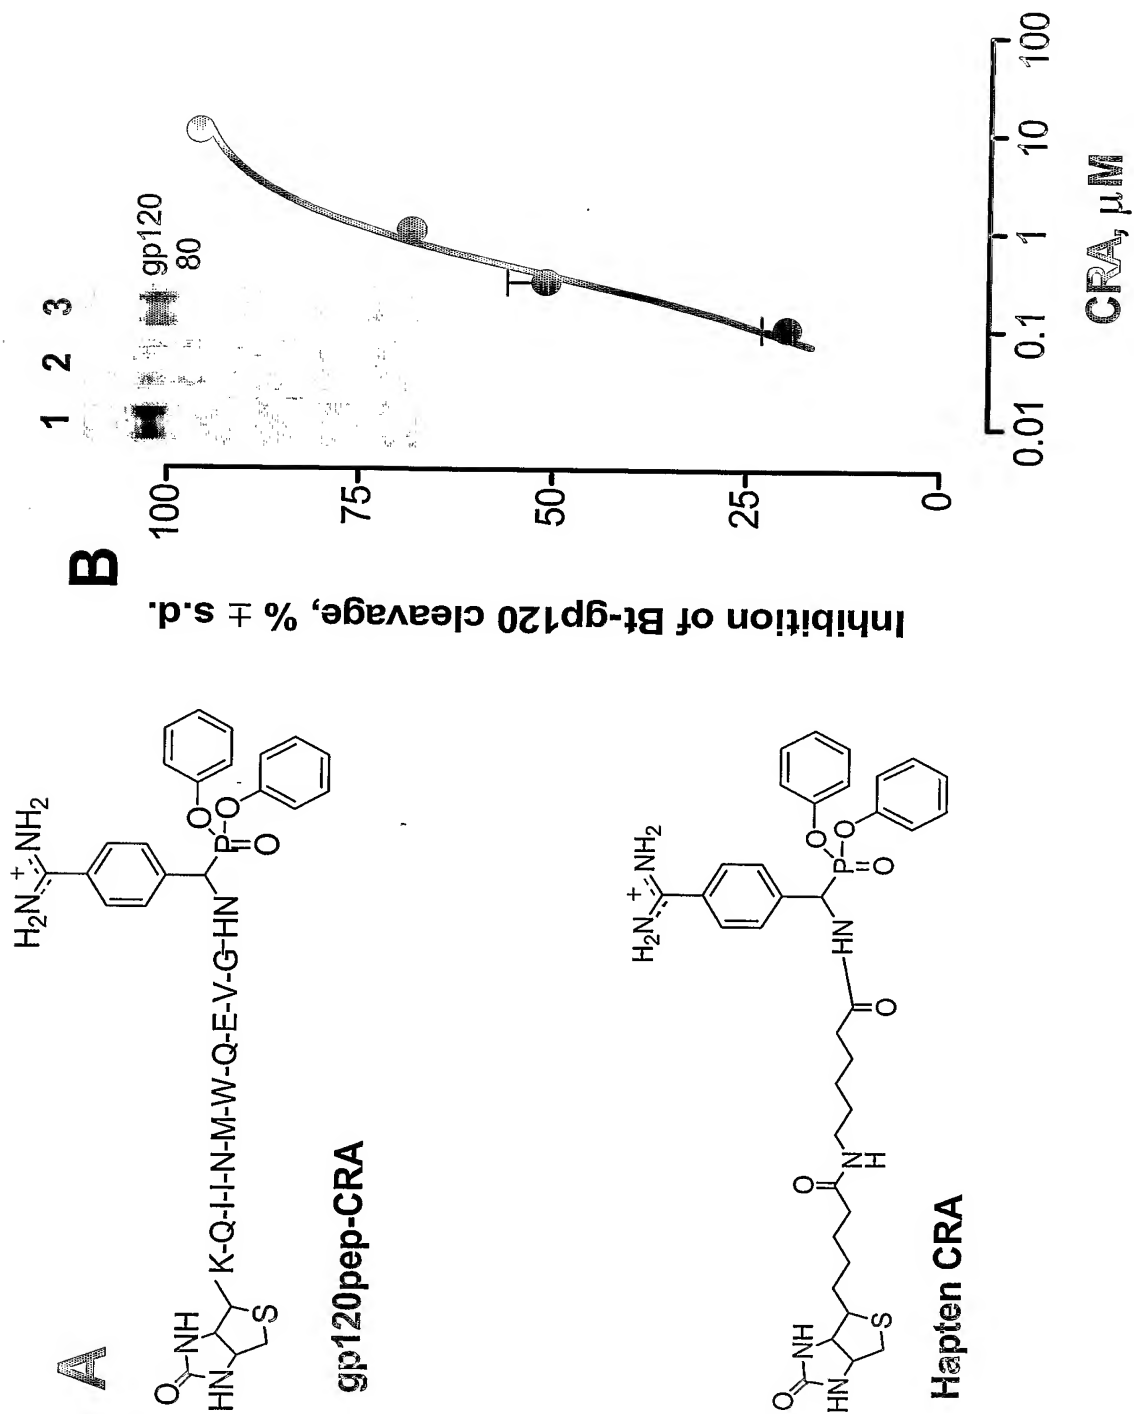 A
H₂N
+
NH₂
K-Q-I-I-N-M-W-Q-E-V-G-HN
P
O
O
O
O
NH
HN
S
gp120pep-CRA
H₂N
+
NH₂
HN
P
O
O
O
O
O
N
H
O
NH
HN
S
Hapten CRA
B
Inhibition of Bt-gp120 cleavage, % ± s.d.
100
75
50
25
0
1 2 3
gp120
80
0.01 0.1 1 10 100
CRA, μM